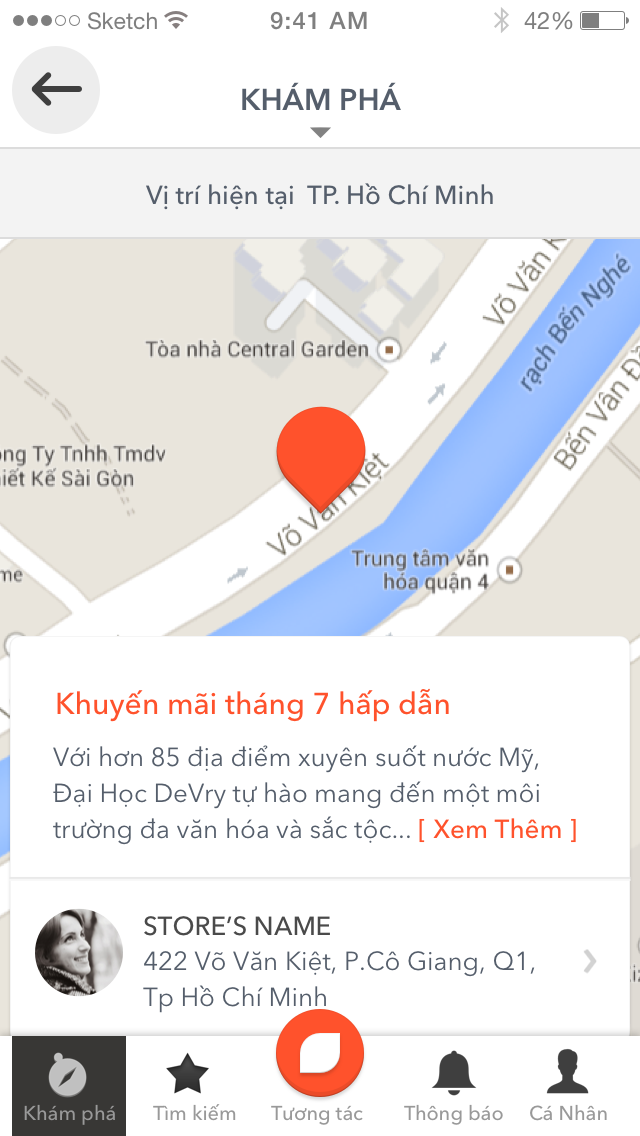 Sketch
9:41 AM
42%
KHÁM PHÁ
Vị trí hiện tại TP. Hồ Chí Minh
Võ Văn K
rạch Bến Nghé
Tòa nhà Central Garden
Bến Vân Đ
ng Ty Tnhh Tmdv
iết Kế Sài Gòn
Võ Văn Kiệt
Trung tâm văn
hóa quận 4
me
Khuyến mãi tháng 7 hấp dẫn
Với hơn 85 địa điểm xuyên suốt nước Mỹ,
Đại Học DeVry tự hào mang đến một môi
trường đa văn hóa và sắc tộc... [ Xem Thêm ]
STORE'S NAME
422 Võ Văn Kiệt, P.Cô Giang, Q1,
Tp Hồ Chí Minh
Khám phá
Tìm kiếm
Tương tác
Thông báo
Cá Nhân